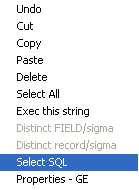 Undo
Cut
Copy
Paste
Delete
Select All
Exec this string
Distinct FIELD/sigma
Distinct record/sigma
Select SQL
Properties - GE